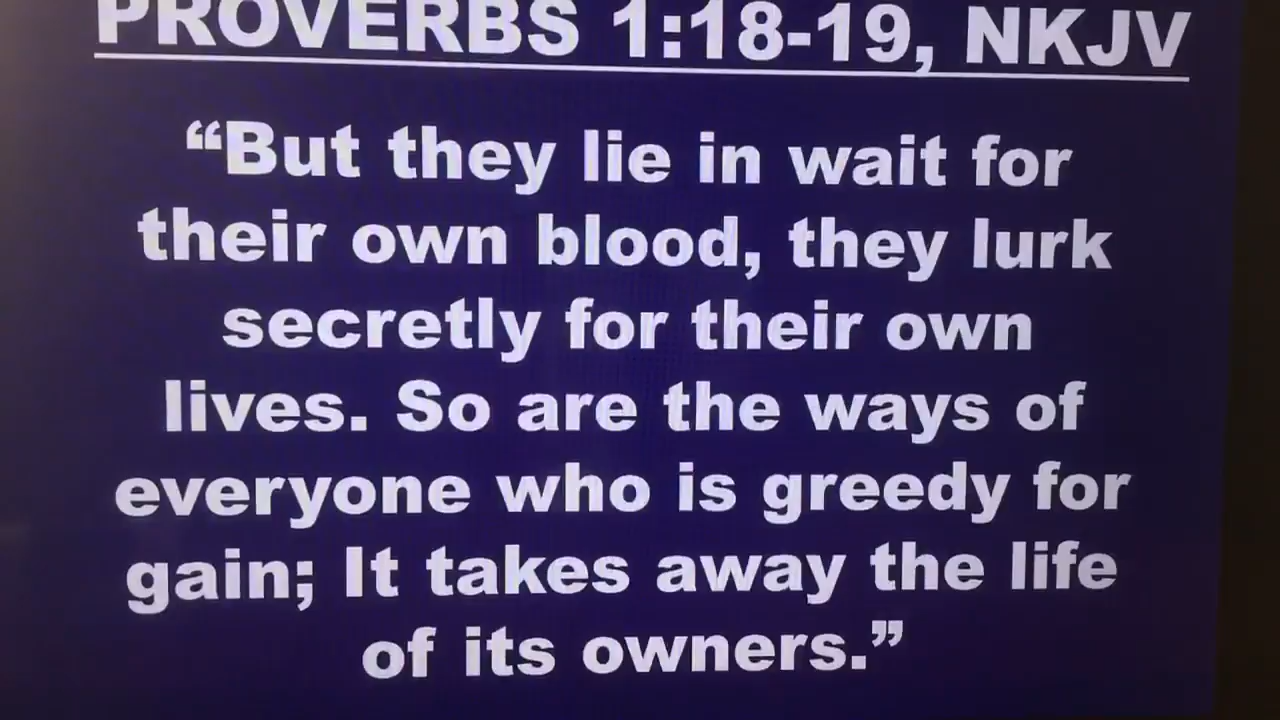 PROVERBS 1:18-19, NKJV
“But they lie in wait for
their own blood, they lurk
secretly for their own
lives. So are the ways of
everyone who is greedy for
gain; It takes away the life
of its owners.”